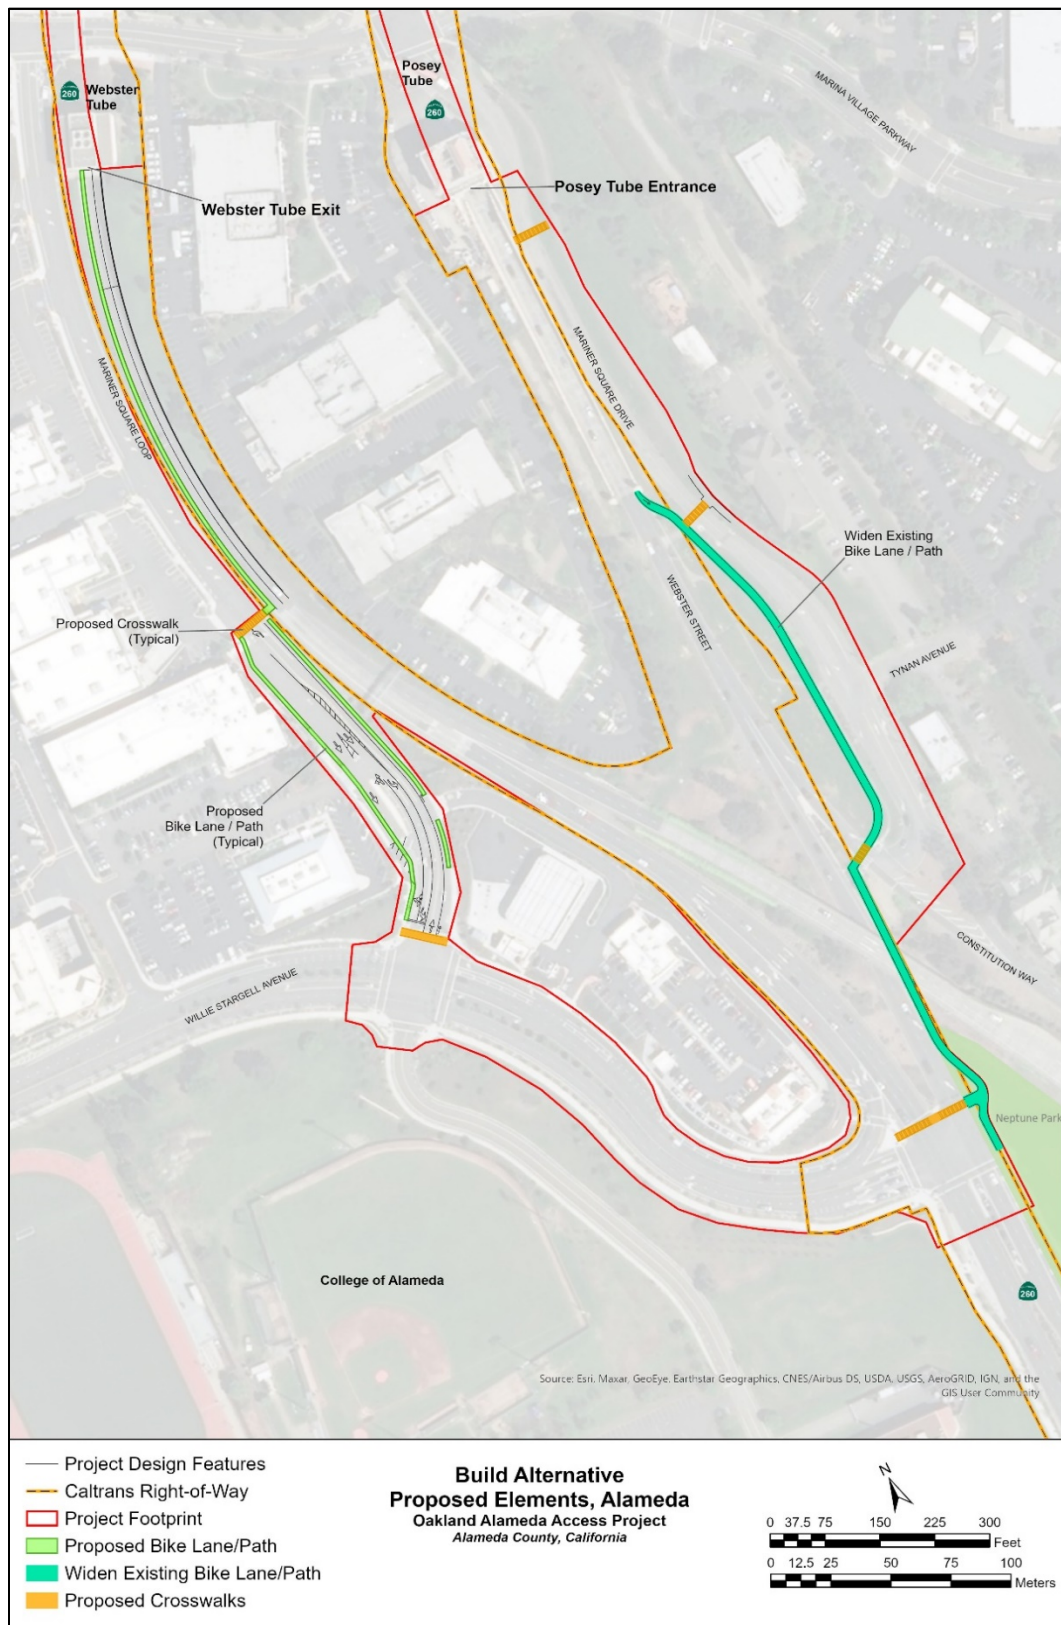 Webster
Tube
260
Posey
Tube
260
MARINA VILLAGE PARKWAY
Webster Tube Exit
Posey Tube Entrance
MARINER SQUARE LOOP
MARINER SQUARE DRIVE
Widen Existing
Bike Lane / Path
Proposed Crosswalk
(Typical)
WEBSTER STREET
TYNAN AVENUE
Proposed
Bike Lane / Path
(Typical)
WILLIE STARGELL AVENUE
CONSTITUTION WAY
Neptune Park
College of Alameda
260
Source: Esri, Maxar, GeoEye, Earthstar Geographics, CNES/Airbus DS, USDA, USGS, AeroGRID, IGN, and the
GIS User Community
Project Design Features
Caltrans Right-of-Way
Project Footprint
Proposed Bike Lane/Path
Widen Existing Bike Lane/Path
Proposed Crosswalks
Build Alternative
Proposed Elements, Alameda
Oakland Alameda Access Project
Alameda County, California
N
0 37.5 75 150 225 300
Feet
0 12.5 25 50 75 100
Meters